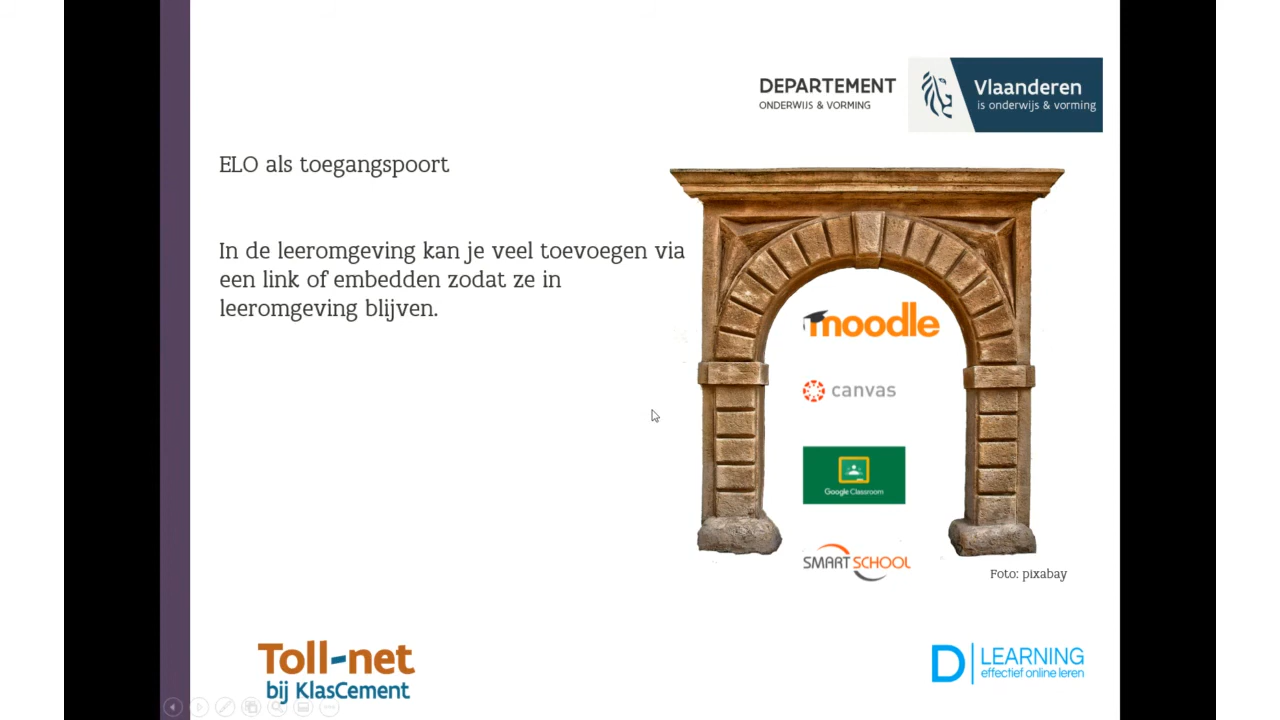 DEPARTEMENT
ONDERWIJS & VORMING
Vlaanderen
is onderwijs & vorming
ELO als toegangspoort
In de leeromgeving kan je veel toevoegen via
een link of embedden zodat ze in
leeromgeving blijven.
moodle
canvas
Google Classroom
SMARTSCHOOL
Foto: pixabay
Toll-net
bij KlasCement
D LEARNING
effectief online leren